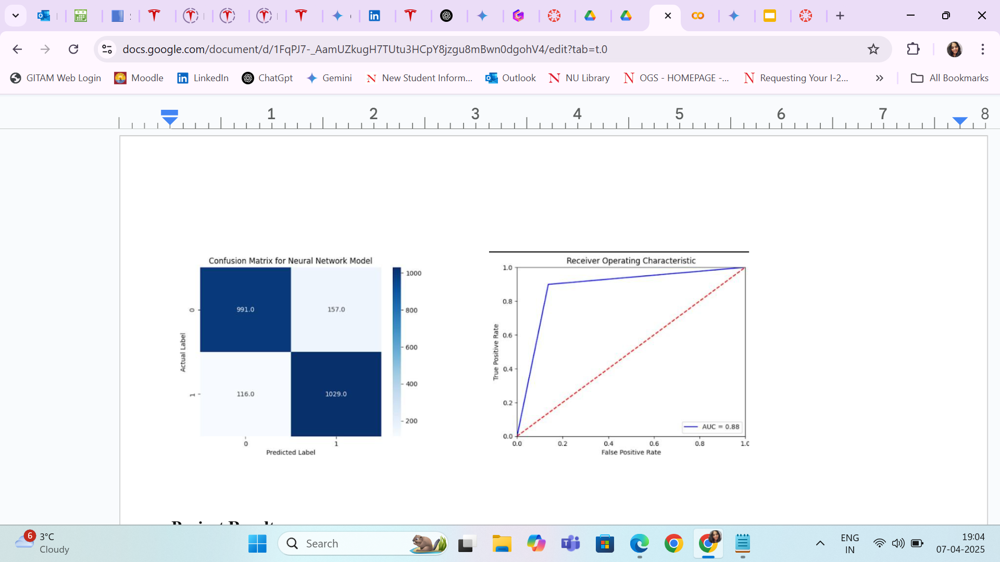 docs.google.com/document/d/1FqPJ7-_AamUZkugH7TUtu3HCpY8jzgu8mBwn0dgohV4/edit?tab=t.0
GITAM Web Login Moodle LinkedIn ChatGpt Gemini New Student Inform... Outlook NU Library OGS - HOMEPAGE -... Requesting Your I-2... » All Bookmarks
1 2 3 4 5 6 7 8
Confusion Matrix for Neural Network Model
0
1
Actual Label
991.0 157.0
116.0 1029.0
0 1
Predicted Label
1000
800
600
400
200
Receiver Operating Characteristic
1.0
0.8
0.6
0.4
0.2
0.0
True Positive Rate
AUC = 0.88
0.0 0.2 0.4 0.6 0.8 1.0
False Positive Rate
6
3°C
Cloudy
Search
ENG
IN
19:04
07-04-2025